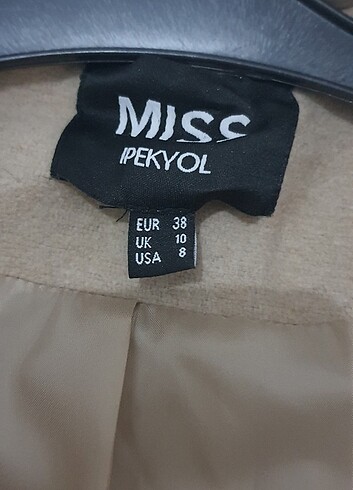 MISS
IPEKYOL
EUR 38
UK 10
USA 8